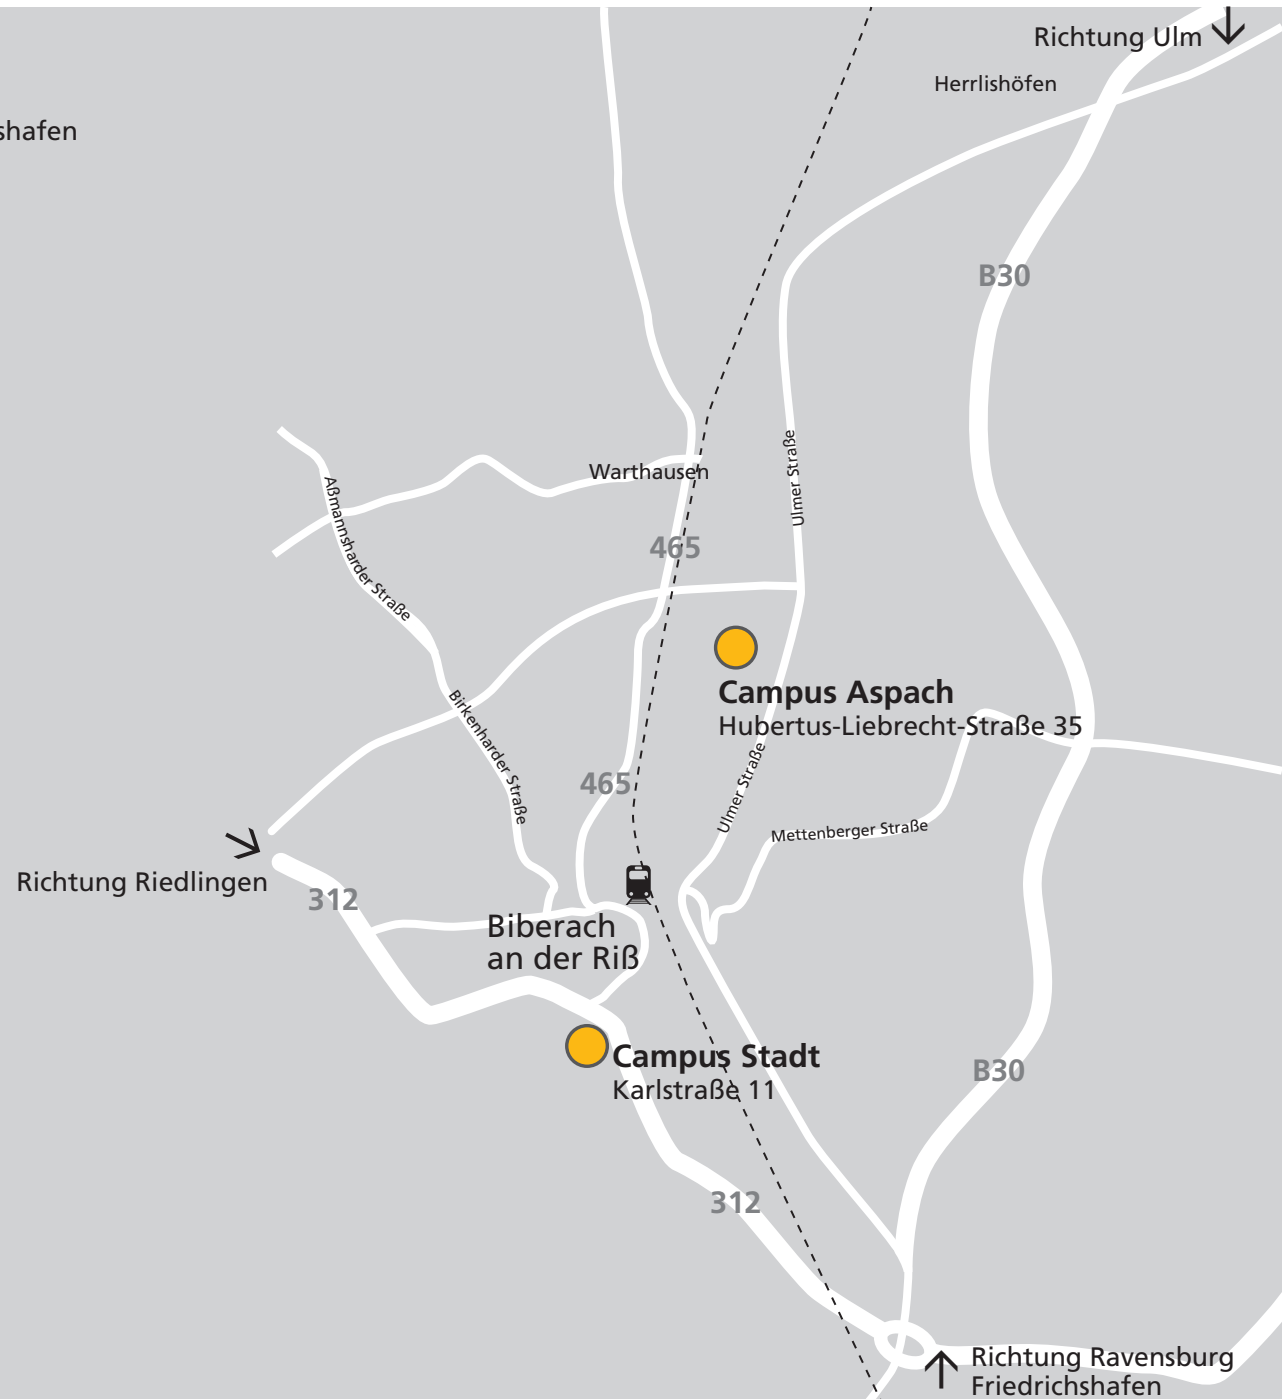 Richtung Ulm
Herrlishöfen
shafen
B30
Ulmer Straße
Warthausen
Aßmannsharder Straße
465
Campus Aspach
Hubertus-Liebrecht-Straße 35
Birkenharder Straße
465
Ulmer Straße
Mettenberger Straße
Richtung Riedlingen
312
Biberach
an der Riß
Campus Stadt
Karlstraße 11
B30
312
Richtung Ravensburg
Friedrichshafen